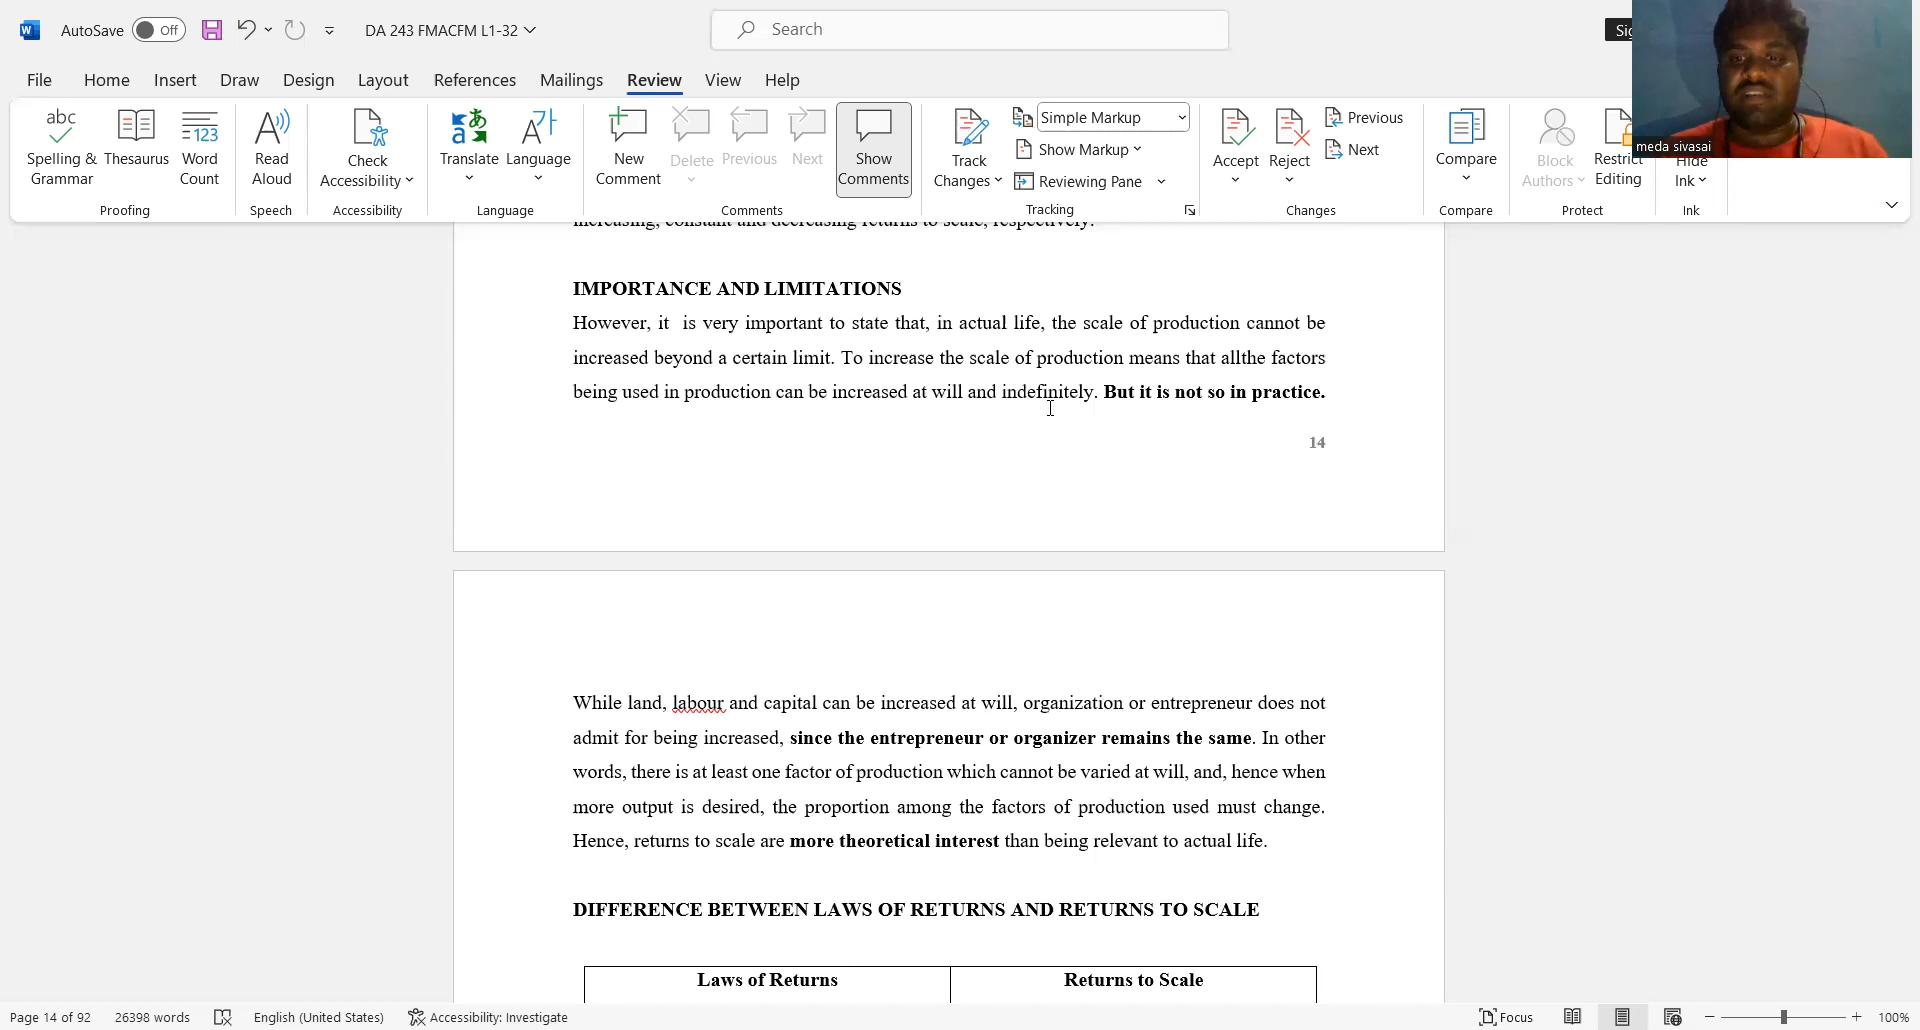 AutoSave Off DA 243 FMACFM L1-32 Search
File Home Insert Draw Design Layout References Mailings Review View Help
abc Spelling & Grammar
Thesaurus
123 Word Count
Proofing
Read Aloud
Speech
Check Accessibility
Accessibility
Translate
Language
Language
New Comment
Delete
Previous
Next
Show Comments
Comments
Track Changes
Simple Markup
Show Markup
Reviewing Pane
Tracking
Accept
Reject
Previous
Next
Changes
Compare
Compare
Block Authors
Restrict Editing
Protect
Hide Ink
Ink
meda sivasai
increasing, constant and decreasing returns to scale, respectively.
IMPORTANCE AND LIMITATIONS
However, it is very important to state that, in actual life, the scale of production cannot be
increased beyond a certain limit. To increase the scale of production means that allthe factors
being used in production can be increased at will and indefinitely. But it is not so in practice.
14
While land, labour and capital can be increased at will, organization or entrepreneur does not
admit for being increased, since the entrepreneur or organizer remains the same. In other
words, there is at least one factor of production which cannot be varied at will, and, hence when
more output is desired, the proportion among the factors of production used must change.
Hence, returns to scale are more theoretical interest than being relevant to actual life.
DIFFERENCE BETWEEN LAWS OF RETURNS AND RETURNS TO SCALE
Laws of Returns Returns to Scale
Page 14 of 92 26398 words English (United States) Accessibility: Investigate Focus 100%